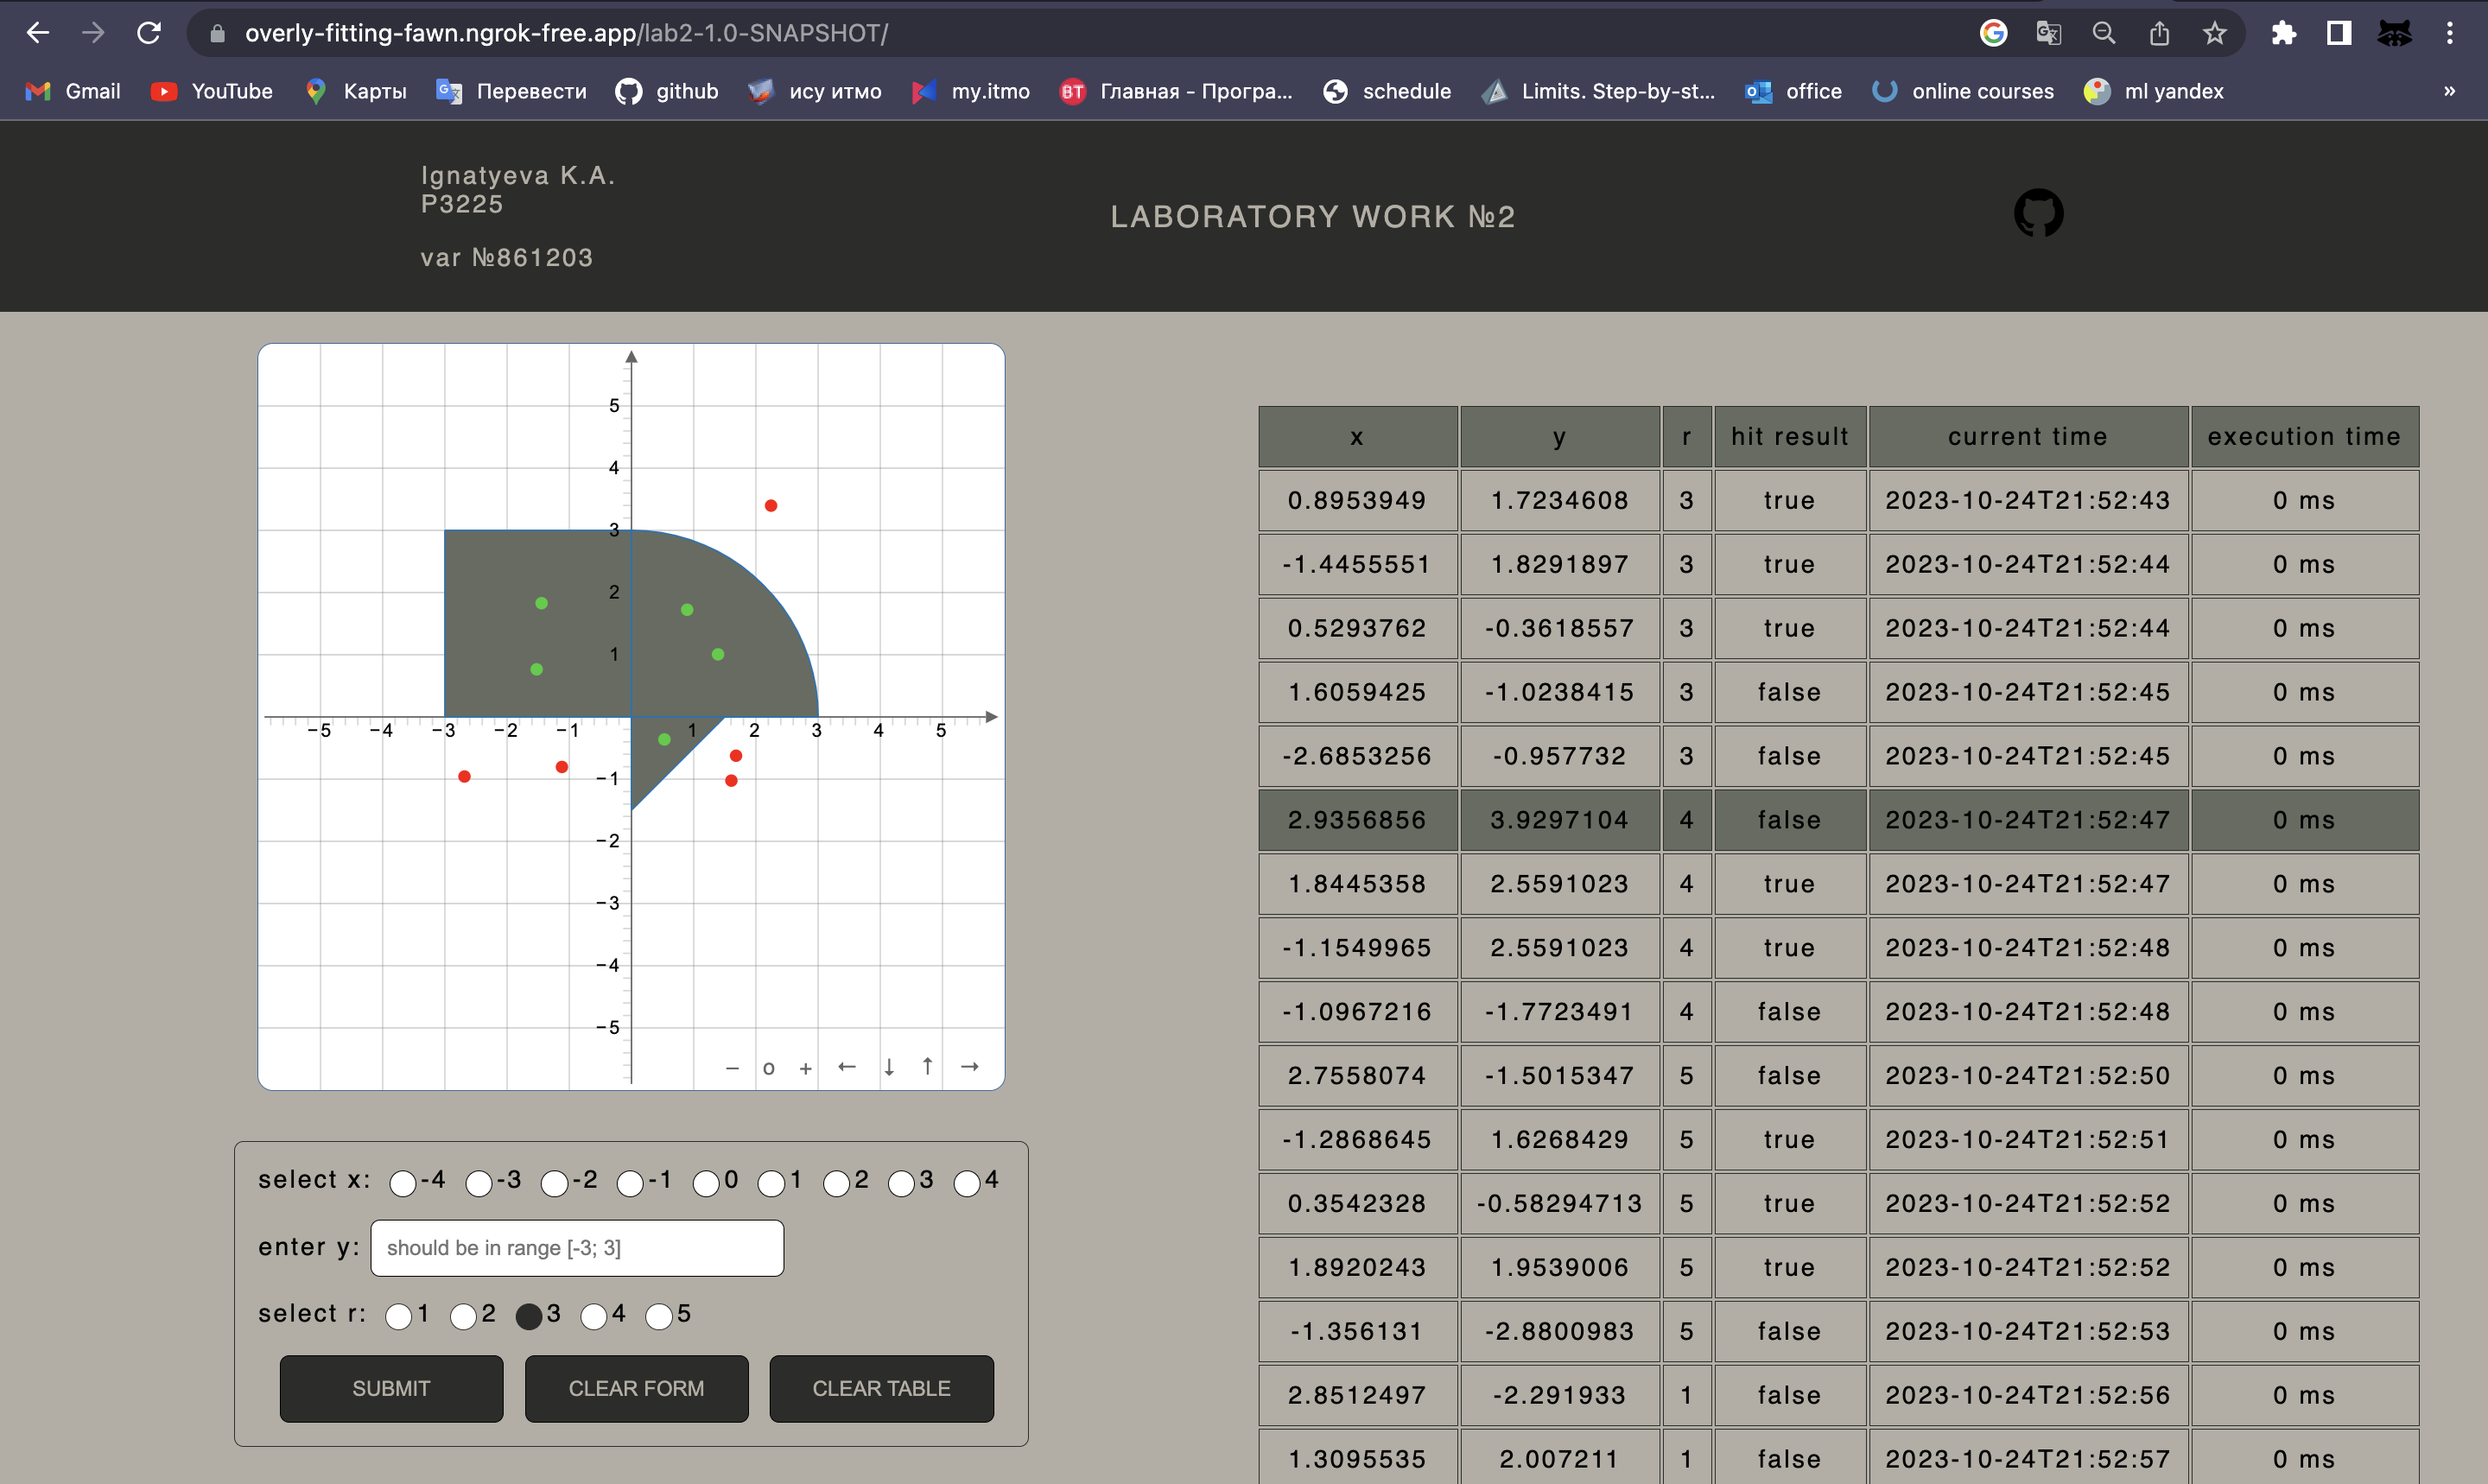 overly-fitting-fawn.ngrok-free.app/lab2-1.0-SNAPSHOT/
Gmail YouTube Карты Перевести github ису итмо my.itmo Главная - Програ... schedule Limits. Step-by-st... office online courses ml yandex »
Ignatyeva K.A.
P3225
var №861203
LABORATORY WORK №2
5
4
3
2
1
−5 −4 −3 −2 −1 1 2 3 4 5
−1
−2
−3
−4
−5
− o + ← ↓ ↑ →
select x: -4 -3 -2 -1 0 1 2 3 4
enter y: should be in range [-3; 3]
select r: 1 2 3 4 5
SUBMIT CLEAR FORM CLEAR TABLE
x y r hit result current time execution time
0.8953949 1.7234608 3 true 2023-10-24T21:52:43 0 ms
-1.4455551 1.8291897 3 true 2023-10-24T21:52:44 0 ms
0.5293762 -0.3618557 3 true 2023-10-24T21:52:44 0 ms
1.6059425 -1.0238415 3 false 2023-10-24T21:52:45 0 ms
-2.6853256 -0.957732 3 false 2023-10-24T21:52:45 0 ms
2.9356856 3.9297104 4 false 2023-10-24T21:52:47 0 ms
1.8445358 2.5591023 4 true 2023-10-24T21:52:47 0 ms
-1.1549965 2.5591023 4 true 2023-10-24T21:52:48 0 ms
-1.0967216 -1.7723491 4 false 2023-10-24T21:52:48 0 ms
2.7558074 -1.5015347 5 false 2023-10-24T21:52:50 0 ms
-1.2868645 1.6268429 5 true 2023-10-24T21:52:51 0 ms
0.3542328 -0.58294713 5 true 2023-10-24T21:52:52 0 ms
1.8920243 1.9539006 5 true 2023-10-24T21:52:52 0 ms
-1.356131 -2.8800983 5 false 2023-10-24T21:52:53 0 ms
2.8512497 -2.291933 1 false 2023-10-24T21:52:56 0 ms
1.3095535 2.007211 1 false 2023-10-24T21:52:57 0 ms